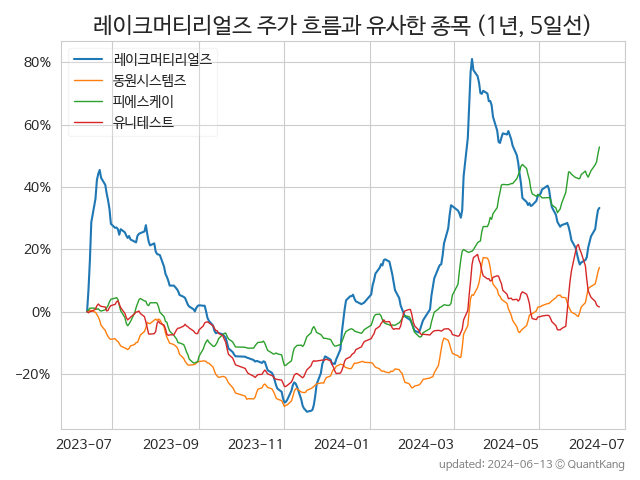 레이크머티리얼즈 주가 흐름과 유사한 종목 (1년, 5일선)
레이크머티리얼즈
동원시스템즈
피에스케이
유니테스트
80%
60%
40%
20%
0%
−20%
2023-07 2023-09 2023-11 2024-01 2024-03 2024-05 2024-07
updated: 2024-06-13 ⓒ QuantKang